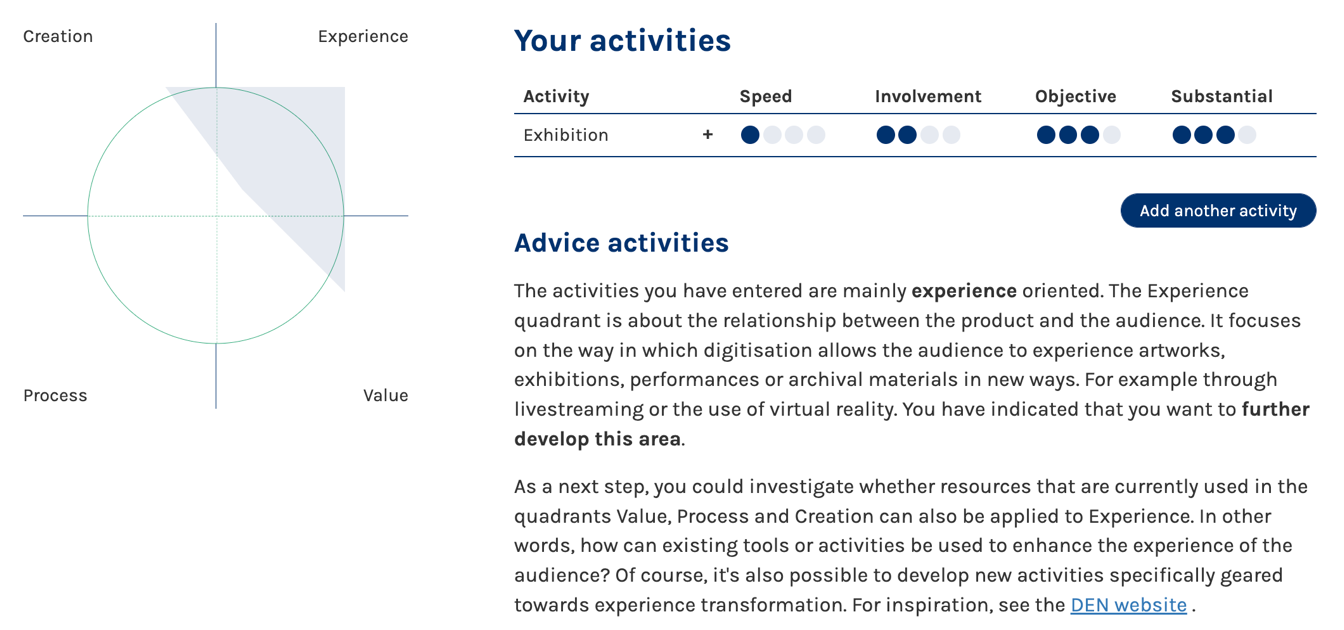 Creation
Experience
Process
Value
Your activities
Activity Speed Involvement Objective Substantial
Exhibition +
Add another activity
Advice activities
The activities you have entered are mainly experience oriented. The Experience
quadrant is about the relationship between the product and the audience. It focuses
on the way in which digitisation allows the audience to experience artworks,
exhibitions, performances or archival materials in new ways. For example through
livestreaming or the use of virtual reality. You have indicated that you want to further
develop this area.
As a next step, you could investigate whether resources that are currently used in the
quadrants Value, Process and Creation can also be applied to Experience. In other
words, how can existing tools or activities be used to enhance the experience of the
audience? Of course, it's also possible to develop new activities specifically geared
towards experience transformation. For inspiration, see the DEN website .